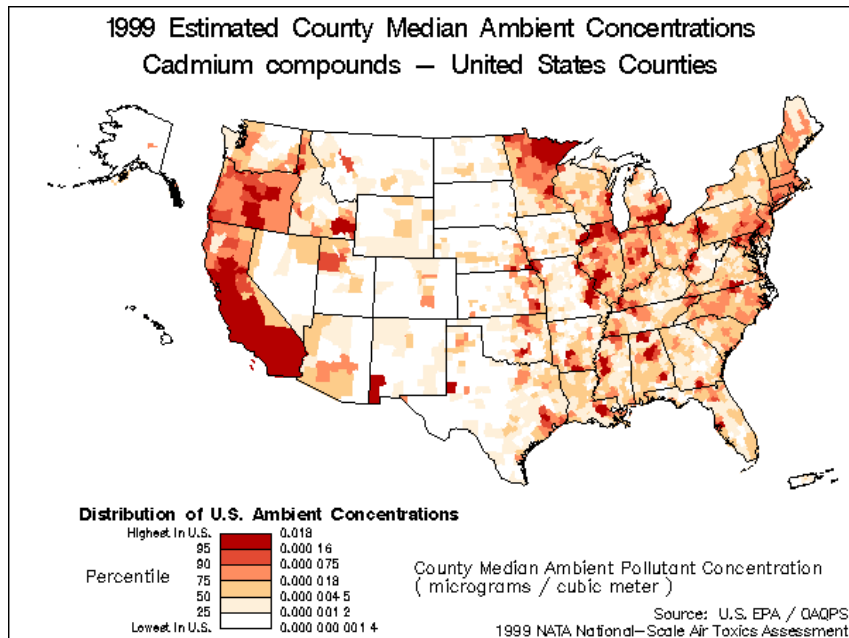 1999 Estimated County Median Ambient Concentrations
Cadmium compounds – United States Counties
Distribution of U.S. Ambient Concentrations
Highest In U.S. 0.018
95 0.000 16
90 0.000 075
Percentile 75 0.000 018
50 0.000 004 5
25 0.000 001 2
Lowest In U.S. 0.000 000 001 4
County Median Ambient Pollutant Concentration
( micrograms / cubic meter )
Source: U.S. EPA / OAQPS
1999 NATA National–Scale Air Toxics Assessment